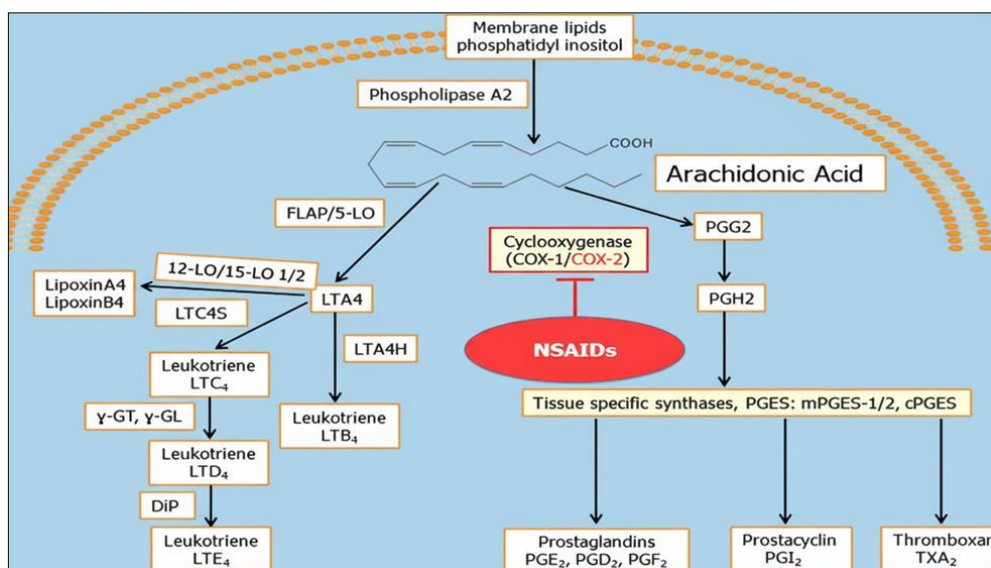 Membrane lipids
phosphatidyl inositol
Phospholipase A2
COOH
Arachidonic Acid
FLAP/5-LO
PGG2
Cyclooxygenase
(COX-1/COX-2)
12-LO/15-LO 1/2
LipoxinA4
LipoxinB4
LTA4
PGH2
LTC4S
NSAIDs
LTA4H
Leukotriene
LTC₄
Tissue specific synthases, PGES: mPGES-1/2, cPGES
ɣ-GT, ɣ-GL
Leukotriene
LTB₄
Leukotriene
LTD₄
DiP
Leukotriene
LTE₄
Prostaglandins
PGE₂, PGD₂, PGF₂
Prostacyclin
PGI₂
Thromboxan
TXA₂